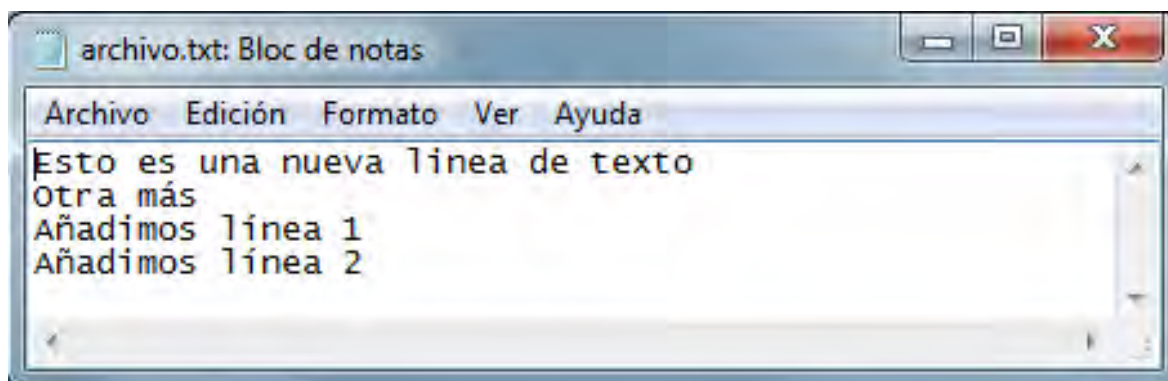 archivo.txt: Bloc de notas
Archivo Edición Formato Ver Ayuda
Esto es una nueva linea de texto
Otra más
Añadimos línea 1
Añadimos línea 2